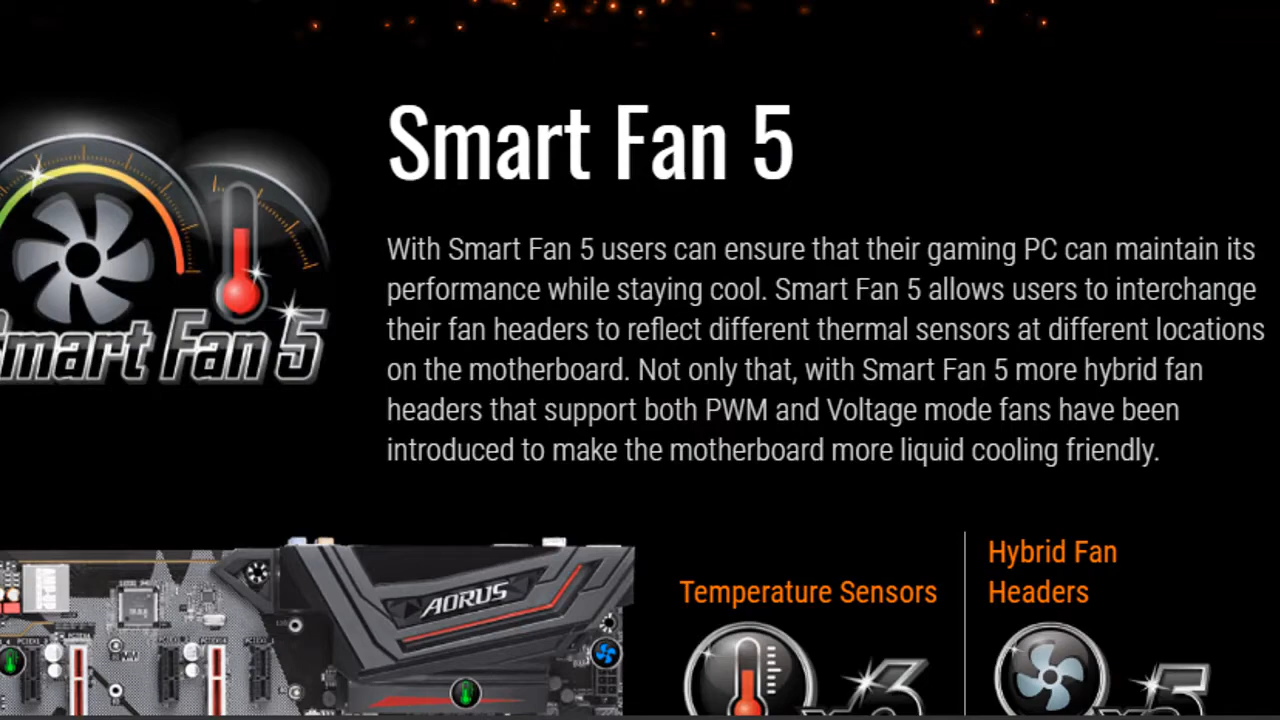 Smart Fan 5
With Smart Fan 5 users can ensure that their gaming PC can maintain its
performance while staying cool. Smart Fan 5 allows users to interchange
their fan headers to reflect different thermal sensors at different locations
on the motherboard. Not only that, with Smart Fan 5 more hybrid fan
headers that support both PWM and Voltage mode fans have been
introduced to make the motherboard more liquid cooling friendly.
Smart Fan 5
AORUS
Temperature Sensors
Hybrid Fan
Headers